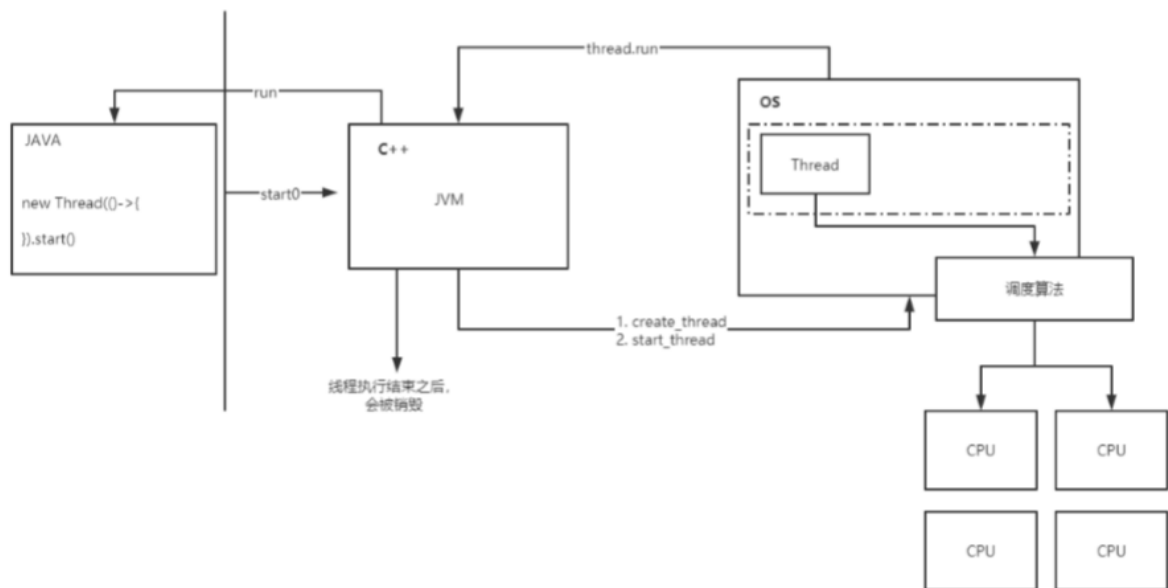 thread.run
run
OS
JAVA
C++
Thread
new Thread(()->{
start0
JVM
}).start()
调度算法
1. create_thread
2. start_thread
线程执行结束之后,
会被销毁
CPU
CPU
CPU
CPU